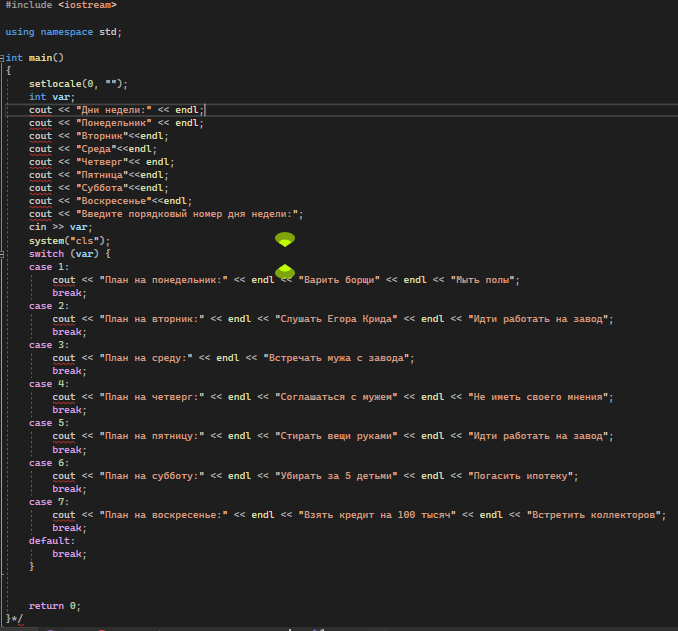 #include <iostream>
using namespace std;
int main()
{
setlocale(0, "");
int var;
cout << "Дни недели:" << endl;
cout << "Понедельник" << endl;
cout << "Вторник"<<endl;
cout << "Среда"<<endl;
cout << "Четверг"<< endl;
cout << "Пятница"<<endl;
cout << "Суббота"<<endl;
cout << "Воскресенье"<<endl;
cout << "Введите порядковый номер дня недели:";
cin >> var;
system("cls");
switch (var) {
case 1:
cout << "План на понедельник:" << endl << "Варить борщи" << endl << "Мыть полы";
break;
case 2:
cout << "План на вторник:" << endl << "Слушать Егора Крида" << endl << "Идти работать на завод";
break;
case 3:
cout << "План на среду:" << endl << "Встречать мужа с завода";
break;
case 4:
cout << "План на четверг:" << endl << "Соглашаться с мужем" << endl << "Не иметь своего мнения";
break;
case 5:
cout << "План на пятницу:" << endl << "Стирать вещи руками" << endl << "Идти работать на завод";
break;
case 6:
cout << "План на субботу:" << endl << "Убирать за 5 детьми" << endl << "Погасить ипотеку";
break;
case 7:
cout << "План на воскресенье:" << endl << "Взять кредит на 100 тысяч" << endl << "Встретить коллекторов";
break;
default:
break;
}
return 0;
}*/